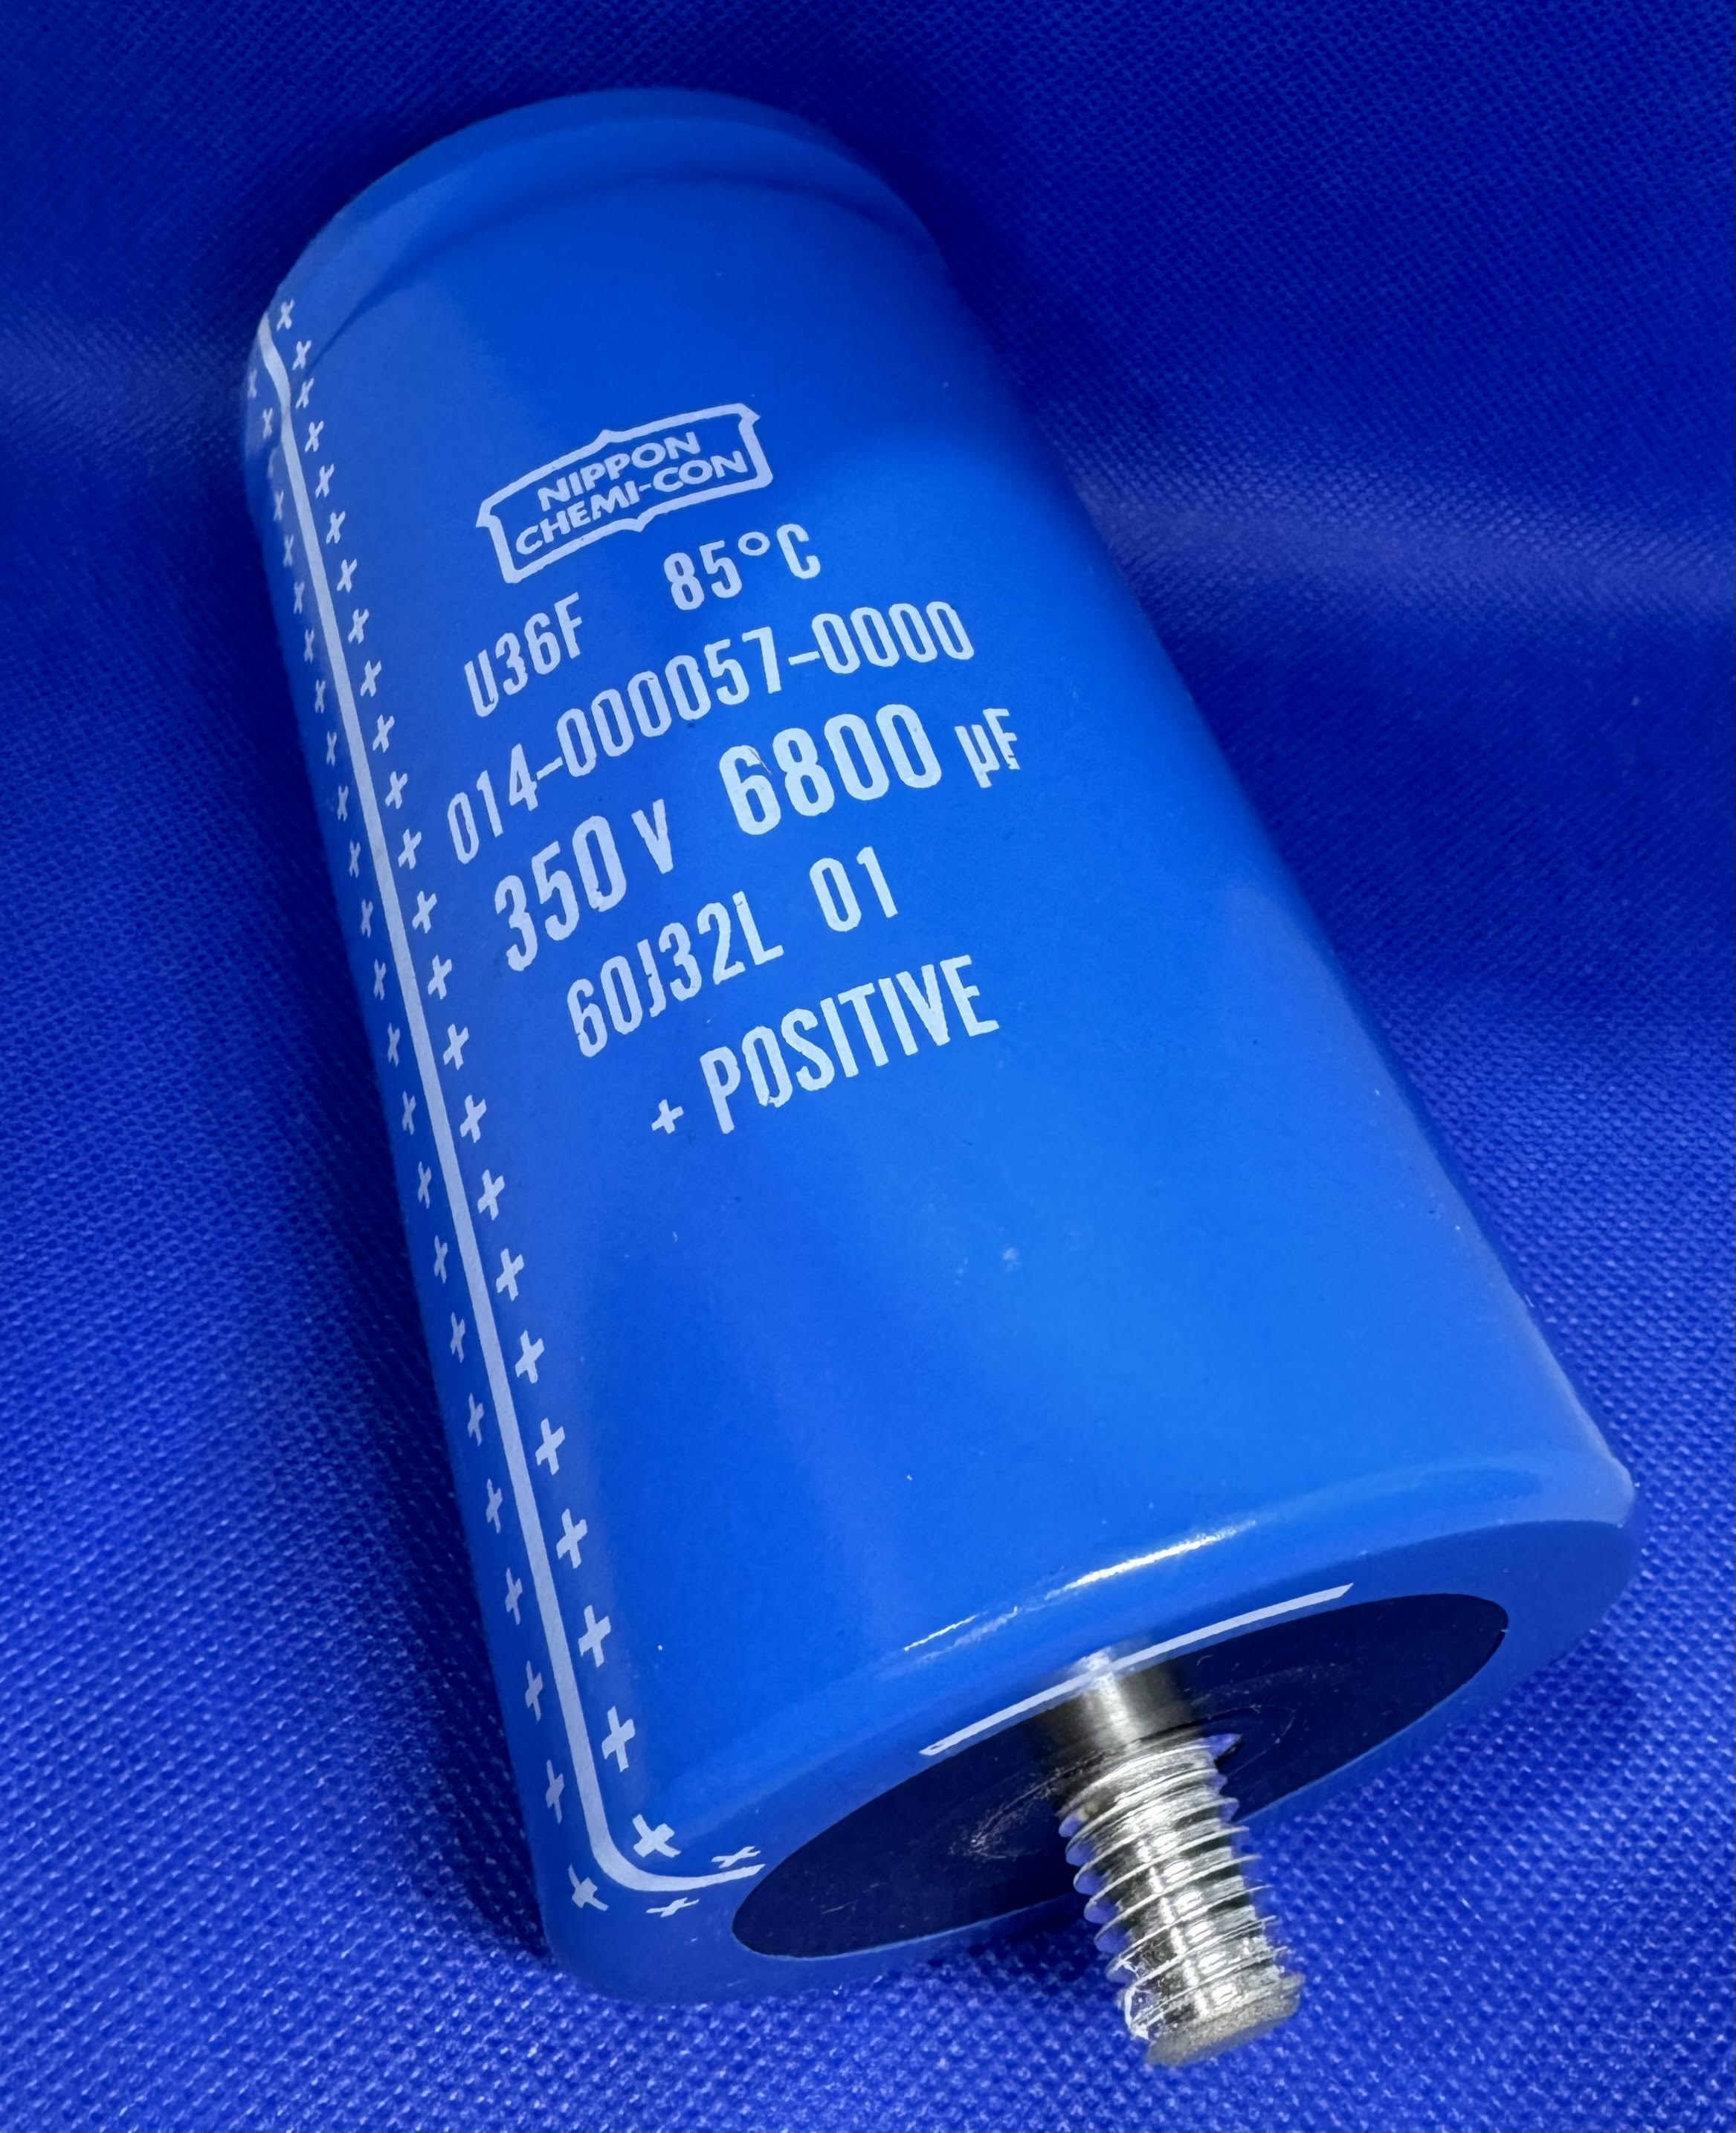 NIPPON
CHEMI-CON
U36F 85°C
014-000057-0000
350 V 6800 µF
60J32L 01
+ POSITIVE